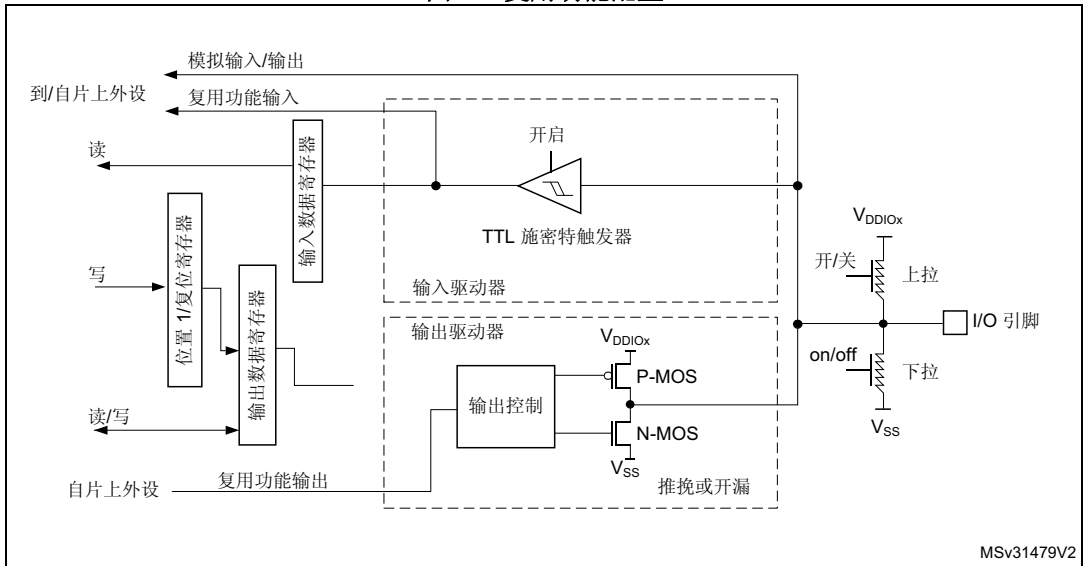 模拟输入/输出
到/自片上外设
复用功能输入
开启
读
输入数据寄存器
TTL 施密特触发器
V_DDIOx
开/关
上拉
写
位置 1/复位寄存器
输出数据寄存器
输入驱动器
输出驱动器
I/O 引脚
V_DDIOx
on/off
P-MOS
下拉
输出控制
读/写
N-MOS
V_SS
V_SS
自片上外设
复用功能输出
推挽或开漏
MSv31479V2